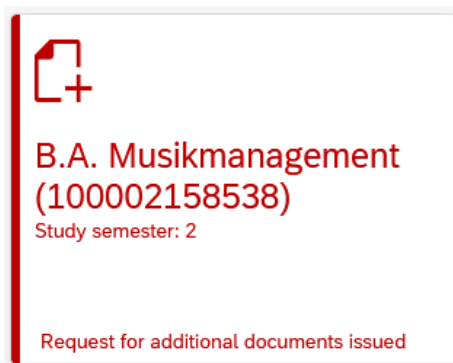 B.A. Musikmanagement
(100002158538)
Study semester: 2
Request for additional documents issued